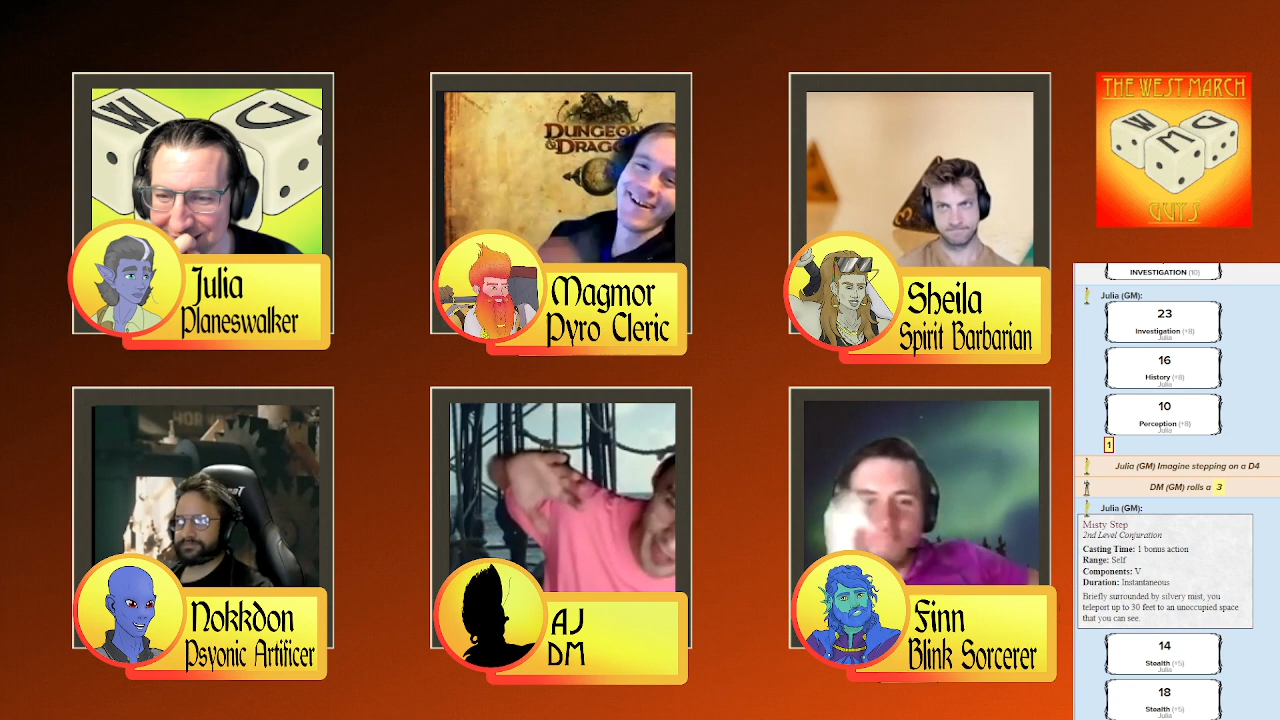 W G
DUNGEON
& DRAG
Julia
Planeswalker
Magmor
Pyro Cleric
Sheila
Spirit Barbarian
THE WEST MARCH
W M G
GUYS
Nokkdon
Psyonic Artificer
AJ
DM
Finn
Blink Sorcerer
INVESTIGATION (10)
Julia (GM):
23
Investigation (+8)
Julia
16
History (+8)
Julia
10
Perception (+8)
Julia
1
Julia (GM) Imagine stepping on a D4
DM (GM) rolls a 3
Julia (GM):
Misty Step
2nd Level Conjuration
Casting Time: 1 bonus action
Range: Self
Components: V
Duration: Instantaneous
Briefly surrounded by silvery mist, you
teleport up to 30 feet to an unoccupied space
that you can see.
14
Stealth (+5)
Julia
18
Stealth (+5)
Julia